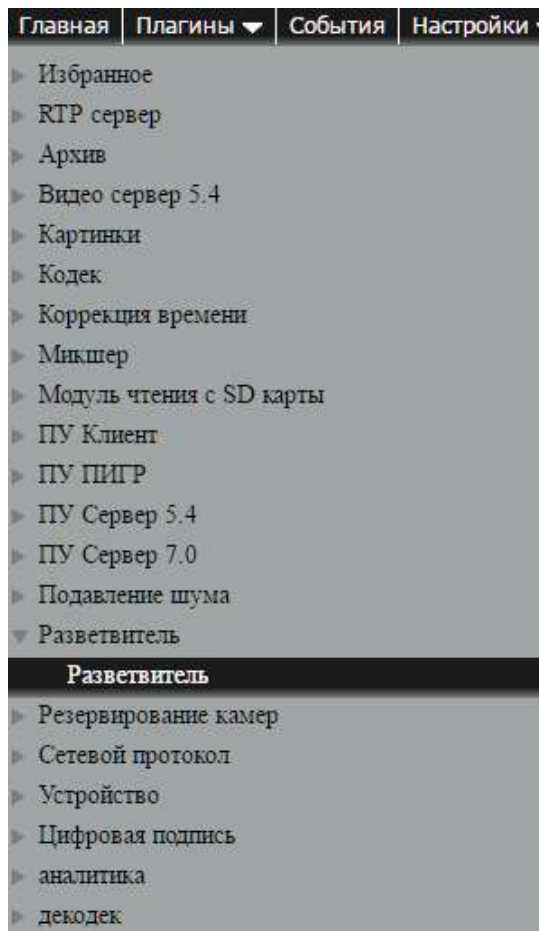 Главная Плагины События Настройки
Избранное
RTP сервер
Архив
Видео сервер 5.4
Картинки
Кодек
Коррекция времени
Микшер
Модуль чтения с SD карты
ПУ Клиент
ПУ ПИГР
ПУ Сервер 5.4
ПУ Сервер 7.0
Подавление шума
Разветвитель
Разветвитель
Резервирование камер
Сетевой протокол
Устройство
Цифровая подпись
аналитика
декодек